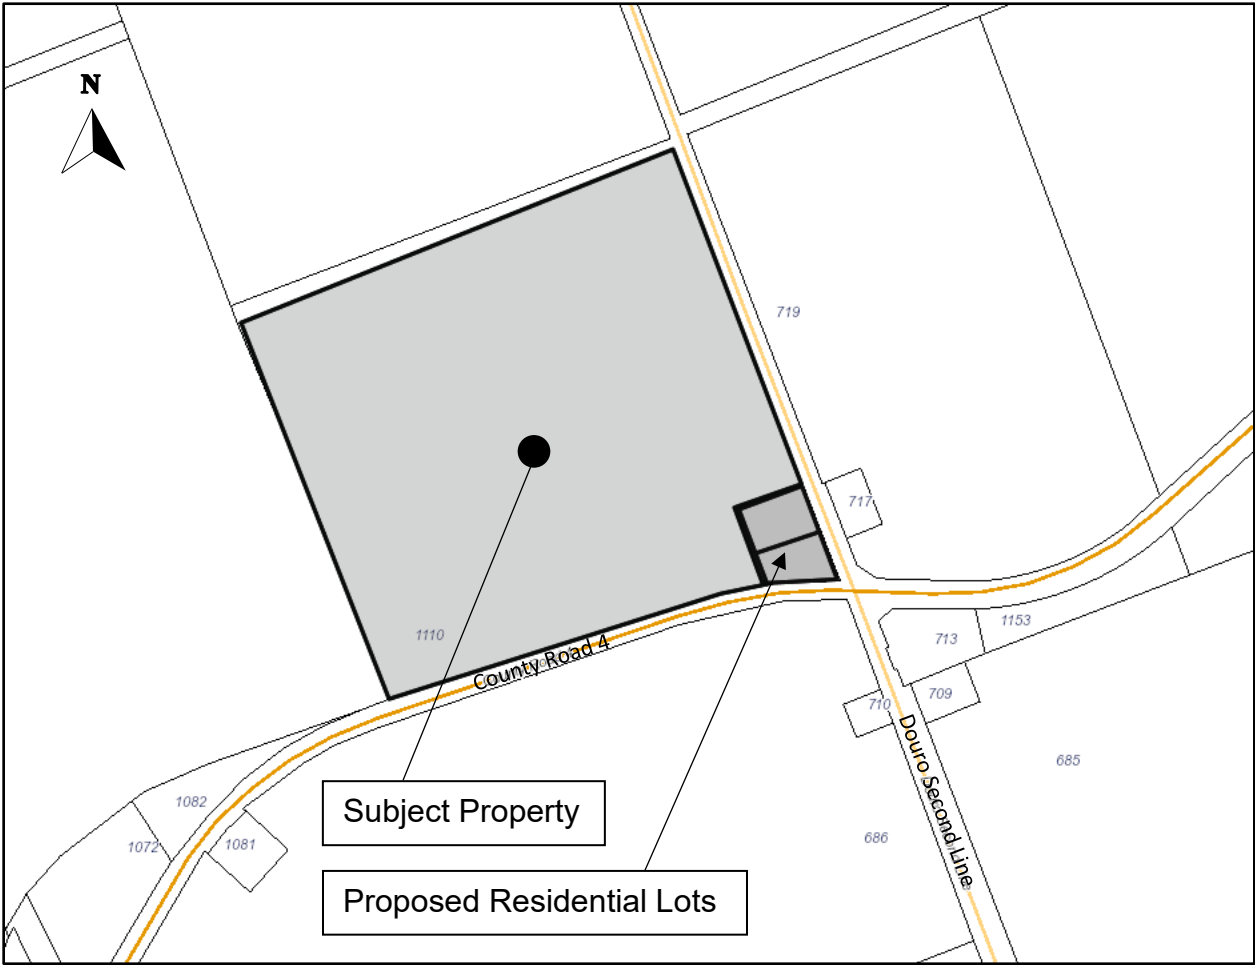 N
719
717
1110
County Road 4
1153
713
709
710
Douro Second Line
685
1082
Subject Property
686
1072
1081
Proposed Residential Lots